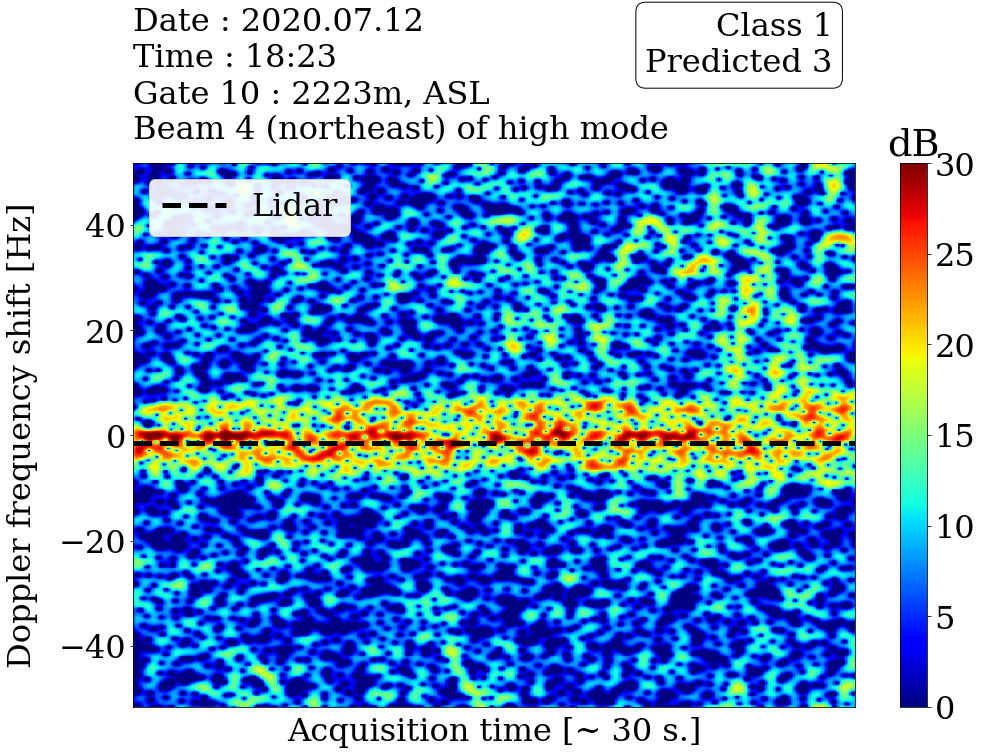 Date : 2020.07.12
Time : 18:23
Gate 10 : 2223m, ASL
Beam 4 (northeast) of high mode
Class 1
Predicted 3
dB
Lidar
Doppler frequency shift [Hz]
40
20
0
−20
−40
30
25
20
15
10
5
0
Acquisition time [~ 30 s.]